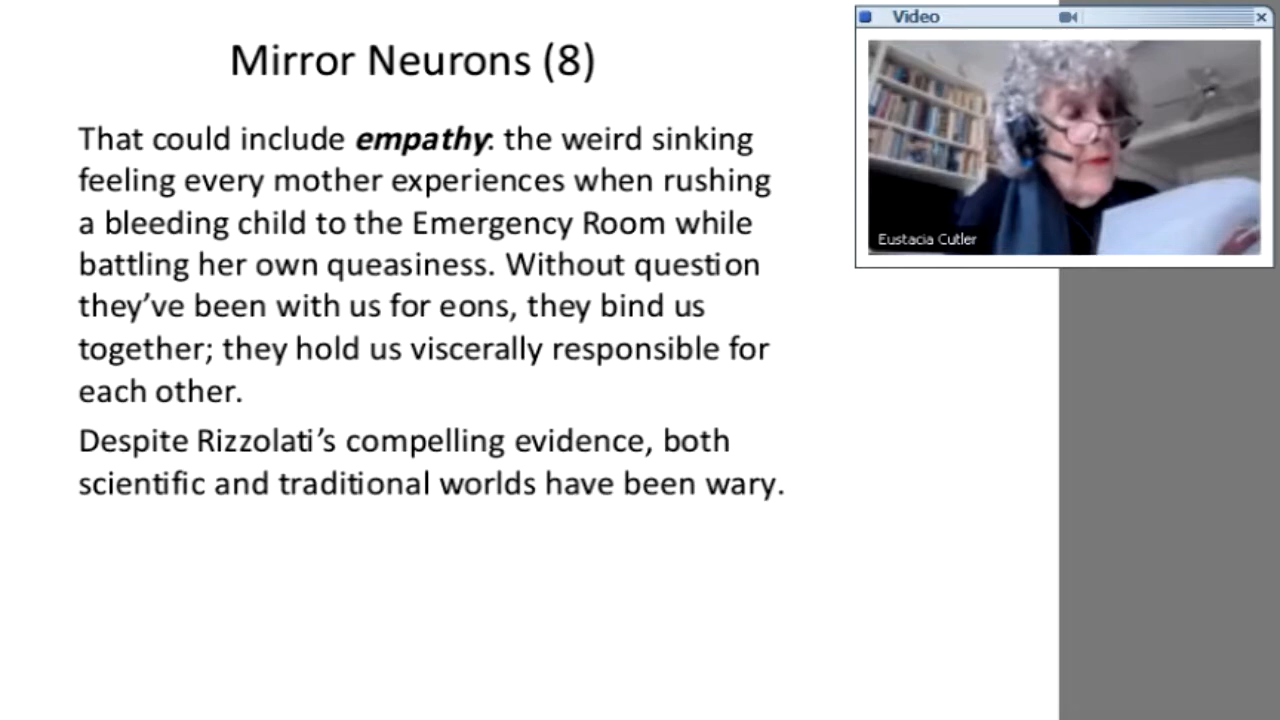 Mirror Neurons (8)
That could include empathy: the weird sinking
feeling every mother experiences when rushing
a bleeding child to the Emergency Room while
battling her own queasiness. Without question
they’ve been with us for eons, they bind us
together; they hold us viscerally responsible for
each other.
Despite Rizzolati’s compelling evidence, both
scientific and traditional worlds have been wary.
Video
Eustacia Cutler